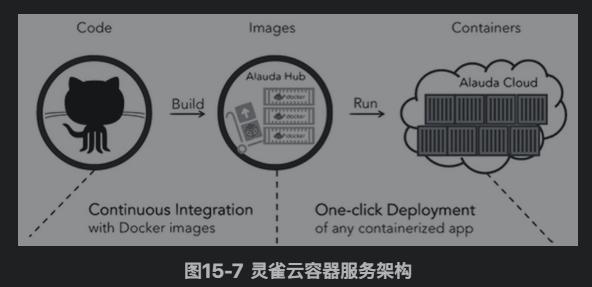 Code
Images
Containers
Alauda Hub
docker
docker
docker
Build
Run
Alauda Cloud
Continuous Integration
with Docker images
One-click Deployment
of any containerized app
图15-7 灵雀云容器服务架构